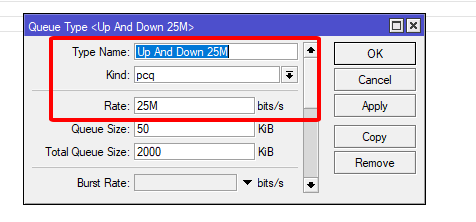 Queue Type <Up And Down 25M>
Type Name: Up And Down 25M
OK
Kind: pcq
Cancel
Rate: 25M bits/s
Apply
Queue Size: 50 KiB
Copy
Total Queue Size: 2000 KiB
Remove
Burst Rate: bits/s